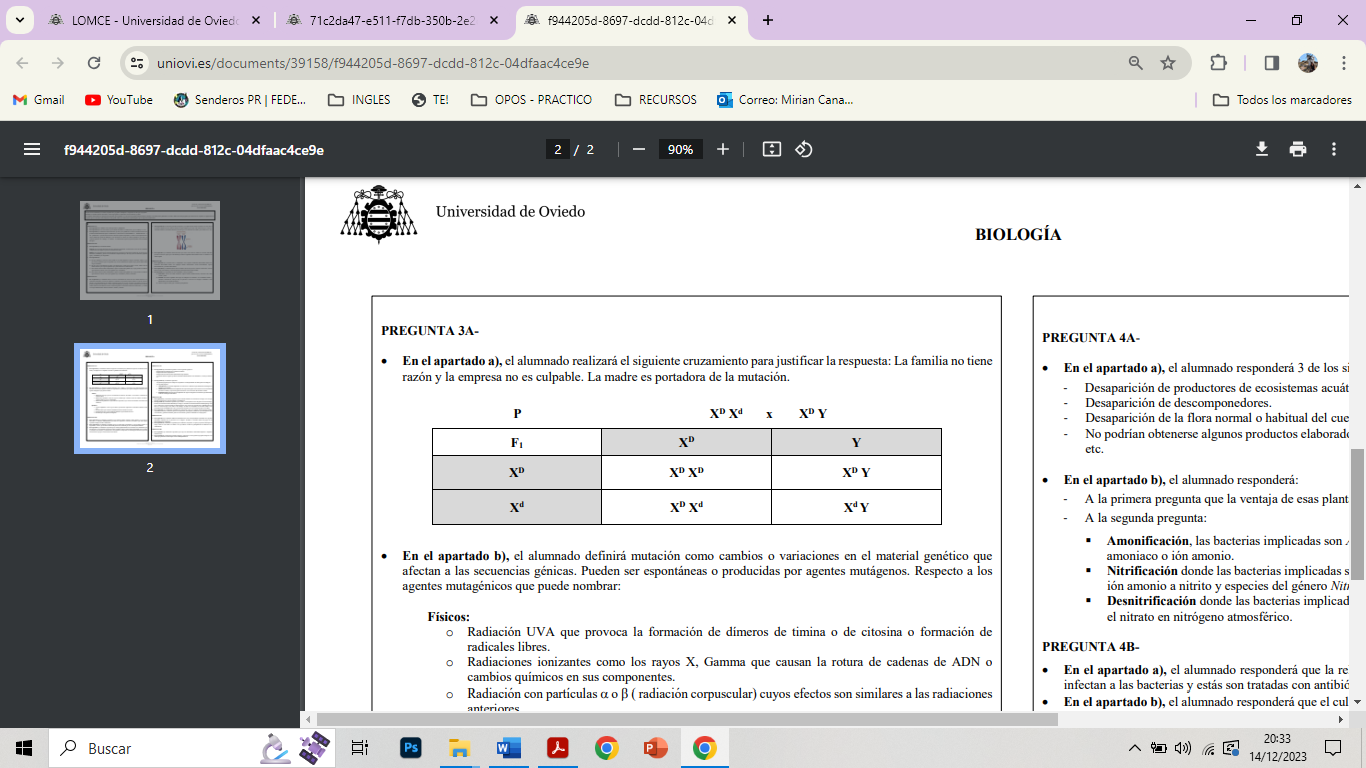 LOMCE - Universidad de Oviedo
71c2da47-e511-f7db-350b-2e2
f944205d-8697-dcdd-812c-04d
uniovi.es/documents/39158/f944205d-8697-dcdd-812c-04dfaac4ce9e
Gmail
YouTube
Senderos PR | FEDE...
INGLES
TE!
OPOS - PRACTICO
RECURSOS
Correo: Mirian Cana...
Todos los marcadores
f944205d-8697-dcdd-812c-04dfaac4ce9e
2 / 2
90%
1
2
Universidad de Oviedo
BIOLOGÍA
PREGUNTA 3A-
• En el apartado a), el alumnado realizará el siguiente cruzamiento para justificar la respuesta: La familia no tiene
razón y la empresa no es culpable. La madre es portadora de la mutación.
P XD Xd x XD Y
F1 XD Y
XD XD XD XD Y
Xd XD Xd Xd Y
• En el apartado b), el alumnado definirá mutación como cambios o variaciones en el material genético que
afectan a las secuencias génicas. Pueden ser espontáneas o producidas por agentes mutágenos. Respecto a los
agentes mutagénicos que puede nombrar:
Físicos:
o Radiación UVA que provoca la formación de dímeros de timina o de citosina o formación de
radicales libres.
o Radiaciones ionizantes como los rayos X, Gamma que causan la rotura de cadenas de ADN o
cambios químicos en sus componentes.
o Radiación con partículas α o β ( radiación corpuscular) cuyos efectos son similares a las radiaciones
anteriores
PREGUNTA 4A-
• En el apartado a), el alumnado responderá 3 de los si
- Desaparición de productores de ecosistemas acuát
- Desaparición de descomponedores.
- Desaparición de la flora normal o habitual del cue
- No podrían obtenerse algunos productos elaborad
etc.
• En el apartado b), el alumnado responderá:
- A la primera pregunta que la ventaja de esas plant
- A la segunda pregunta:
▪ Amonificación, las bacterias implicadas son
amoniaco o ión amonio.
▪ Nitrificación donde las bacterias implicadas s
ión amonio a nitrito y especies del género Nitr
▪ Desnitrificación donde las bacterias implicad
el nitrato en nitrógeno atmosférico.
PREGUNTA 4B-
• En el apartado a), el alumnado responderá que la re
infectan a las bacterias y estás son tratadas con antibió
• En el apartado b), el alumnado responderá que el cul
Buscar
20:33
14/12/2023